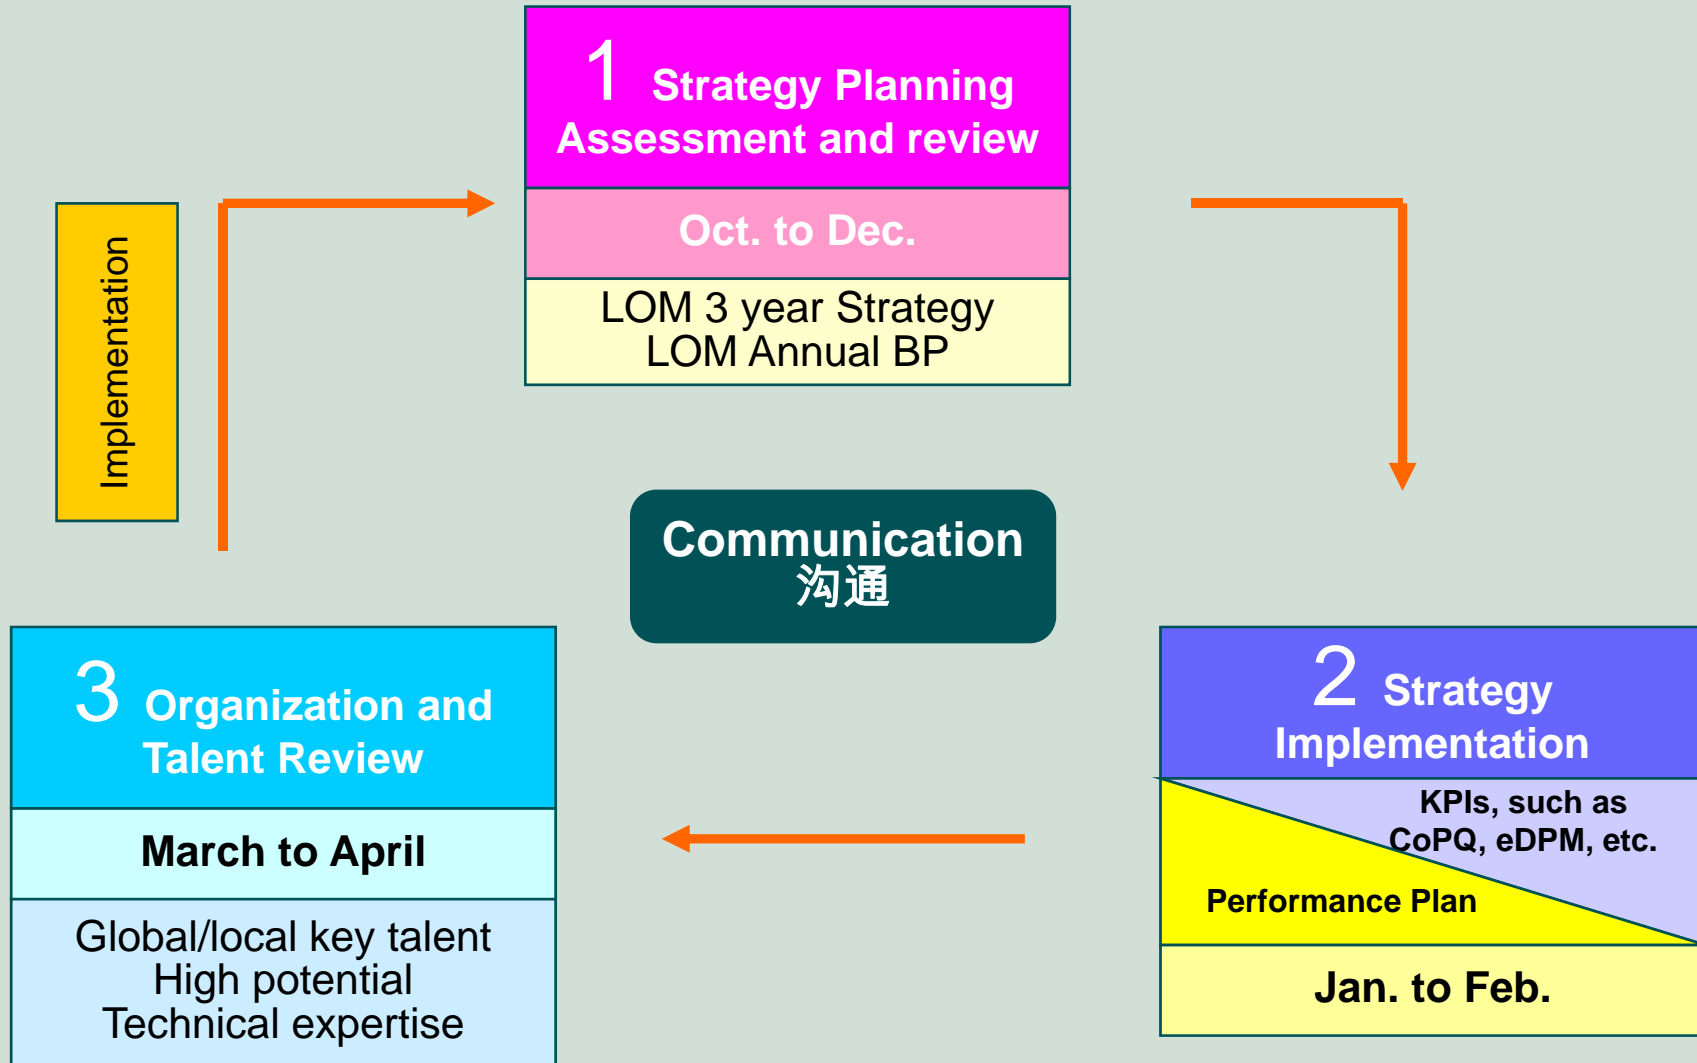 1 Strategy Planning
Assessment and review
Oct. to Dec.
LOM 3 year Strategy
LOM Annual BP
Implementation
Communication
沟通
3 Organization and
Talent Review
March to April
Global/local key talent
High potential
Technical expertise
2 Strategy
Implementation
KPIs, such as
CoPQ, eDPM, etc.
Performance Plan
Jan. to Feb.